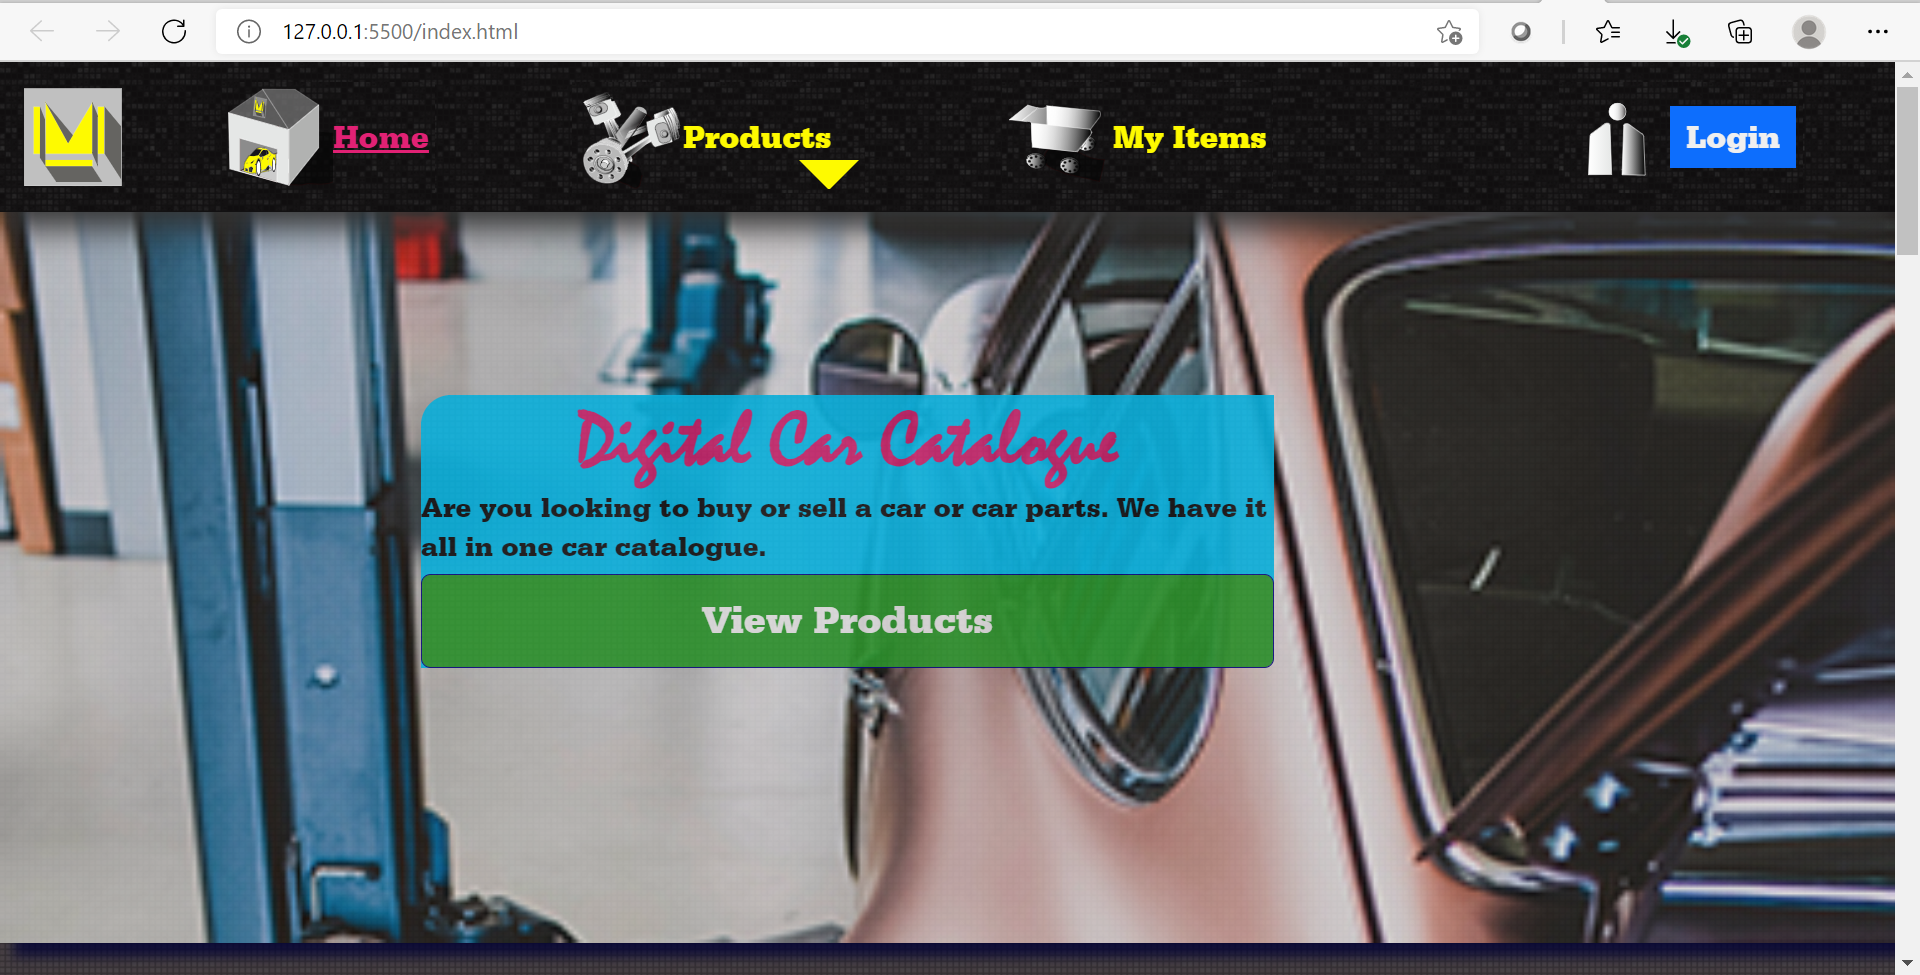 127.0.0.1:5500/index.html
Home
Products
My Items
Login
Digital Car Catalogue
Are you looking to buy or sell a car or car parts. We have it
all in one car catalogue.
View Products